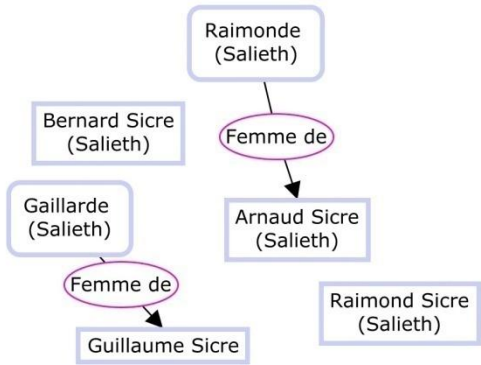 Raimonde
(Salieth)
Bernard Sicre
(Salieth)
Femme de
Gaillarde
(Salieth)
Arnaud Sicre
(Salieth)
Femme de
Raimond Sicre
(Salieth)
Guillaume Sicre